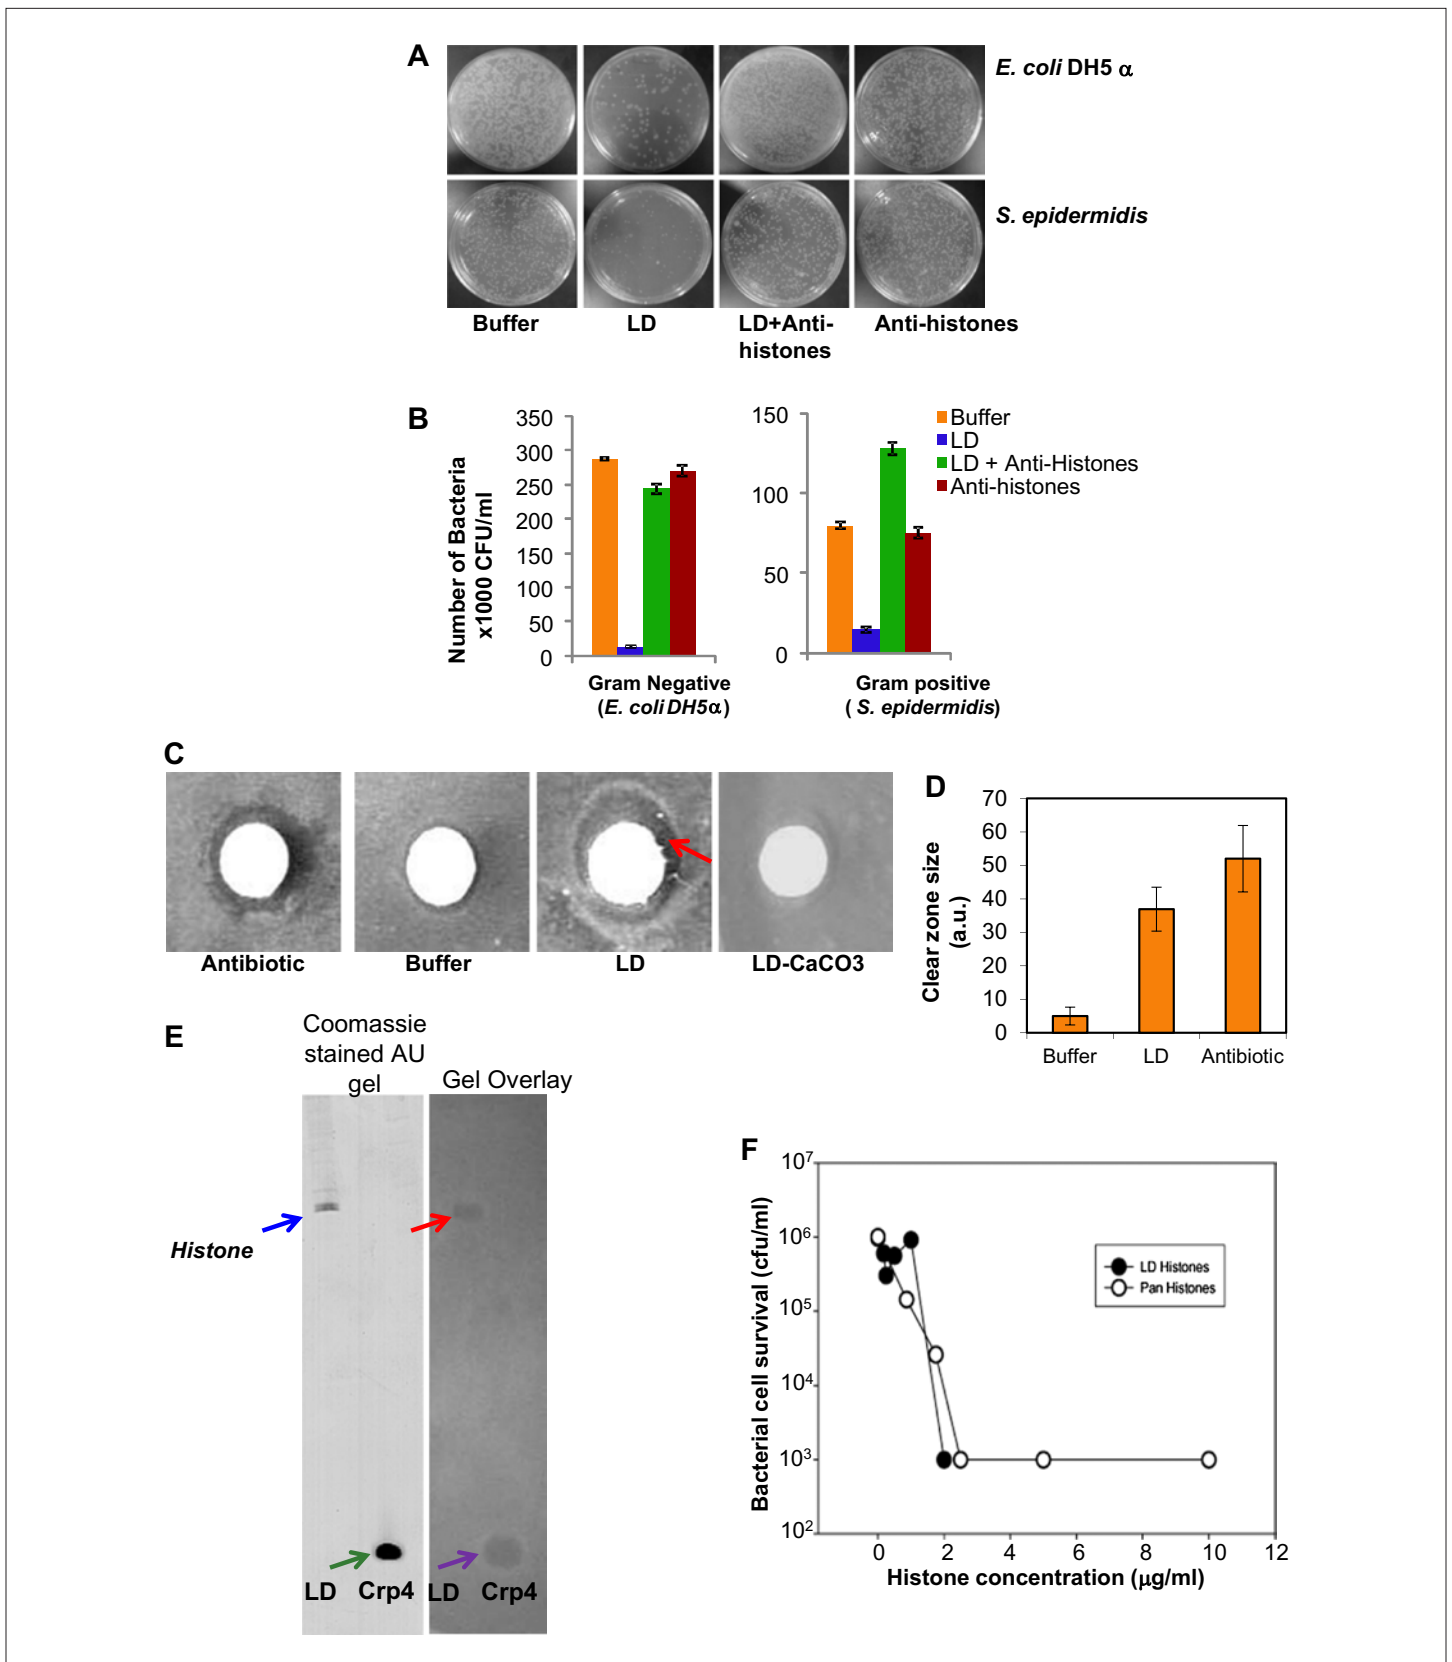 A
E. coli DH5 α
S. epidermidis
Buffer
LD
LD+Anti-
histones
Anti-histones
B
Number of Bacteria
x1000 CFU/ml
350
300
250
200
150
100
50
0
Gram Negative
(E. coli DH5α)
150
100
50
0
Gram positive
( S. epidermidis)
Buffer
LD
LD + Anti-Histones
Anti-histones
C
Antibiotic
Buffer
LD
LD-CaCO3
D
Clear zone size
(a.u.)
70
60
50
40
30
20
10
0
Buffer
LD
Antibiotic
E
Coomassie
stained AU
gel
Gel Overlay
Histone
LD
Crp4
LD
Crp4
F
Bacterial cell survival (cfu/ml)
10⁷
10⁶
10⁵
10⁴
10³
10²
LD Histones
Pan Histones
0 2 4 6 8 10 12
Histone concentration (µg/ml)